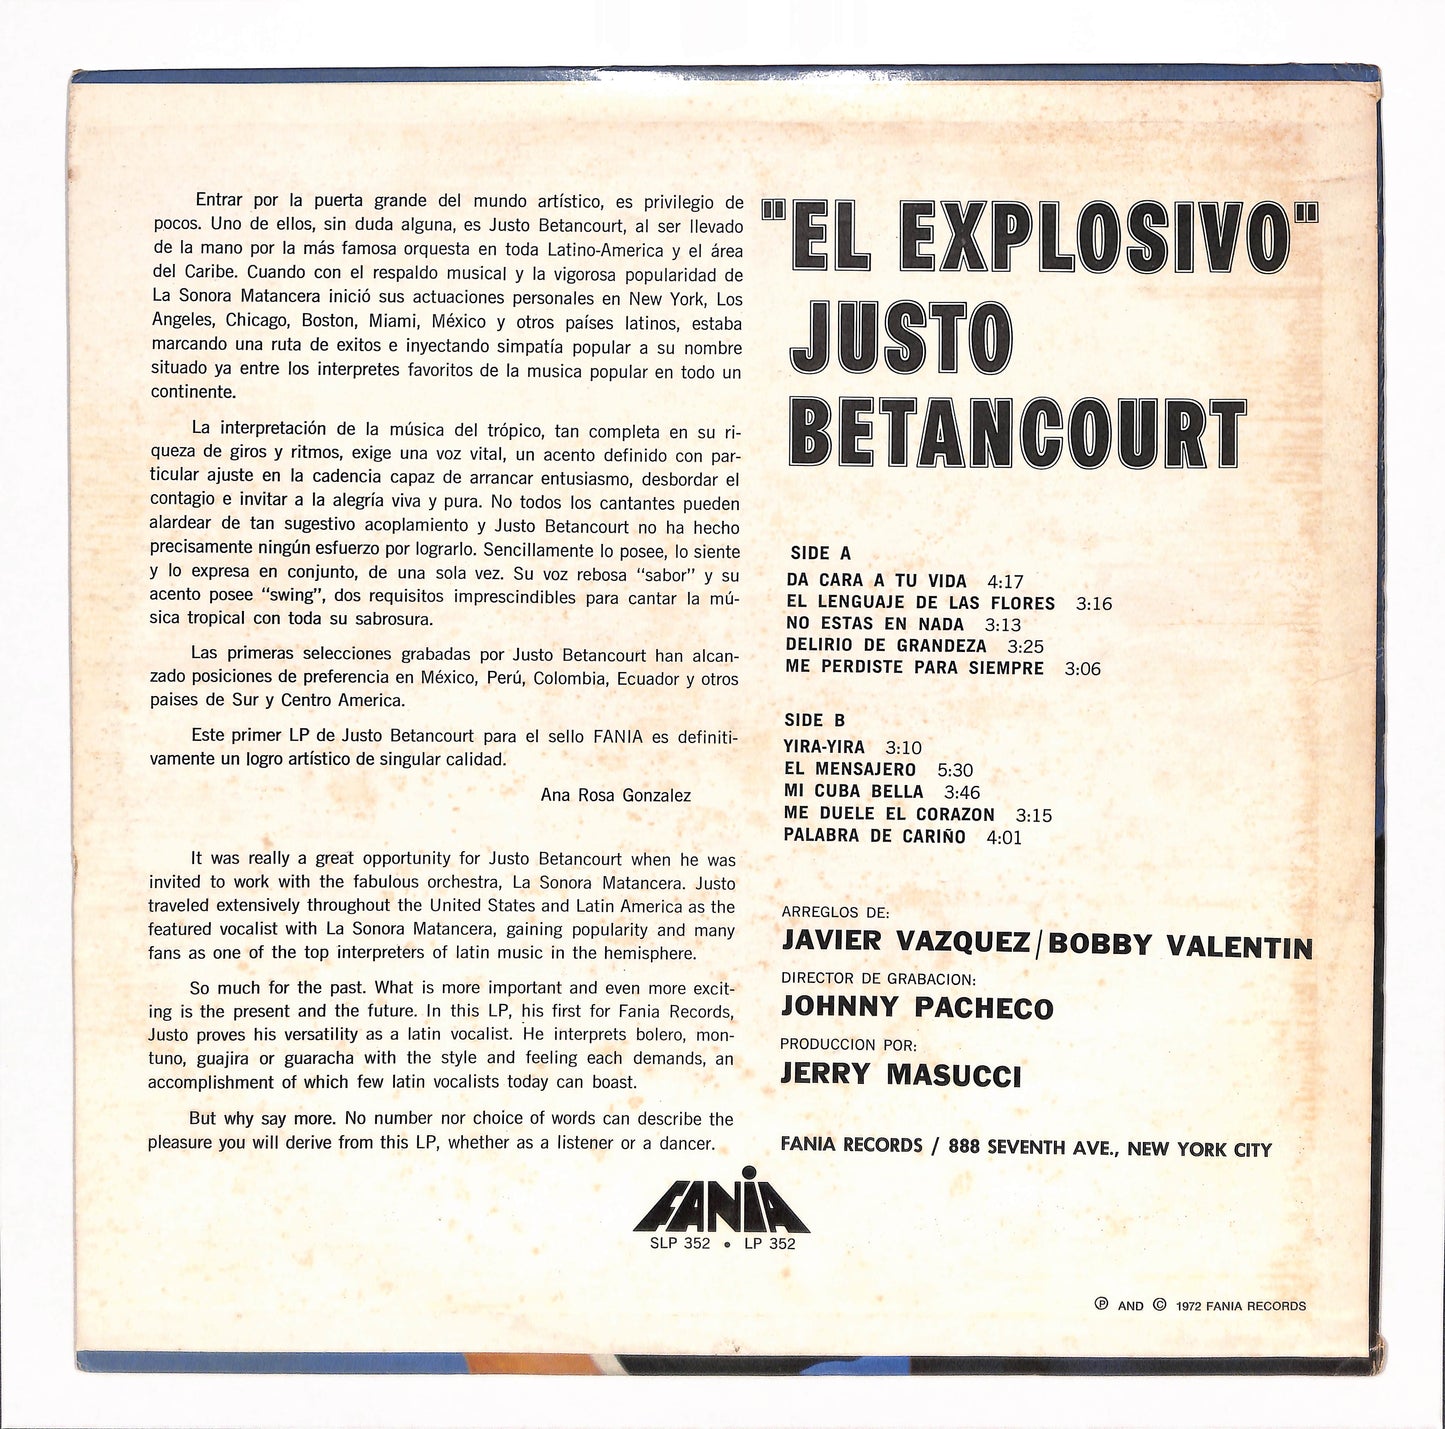 Entrar por la puerta grande del mundo artístico, es privilegio de
pocos. Uno de ellos, sin duda alguna, es Justo Betancourt, al ser llevado
de la mano por la más famosa orquesta en toda Latino-America y el área
del Caribe. Cuando con el respaldo musical y la vigorosa popularidad de
La Sonora Matancera inició sus actuaciones personales en New York, Los
Angeles, Chicago, Boston, Miami, México y otros países latinos, estaba
marcando una ruta de exitos e inyectando simpatía popular a su nombre
situado ya entre los interpretes favoritos de la musica popular en todo un
continente.
La interpretación de la música del trópico, tan completa en su ri-
queza de giros y ritmos, exige una voz vital, un acento definido con par-
ticular ajuste en la cadencia capaz de arrancar entusiasmo, desbordar el
contagio e invitar a la alegría viva y pura. No todos los cantantes pueden
alardear de tan sugestivo acoplamiento y Justo Betancourt no ha hecho
precisamente ningún esfuerzo por lograrlo. Sencillamente lo posee, lo siente
y lo expresa en conjunto, de una sola vez. Su voz rebosa “sabor” y su
acento posee “swing”, dos requisitos imprescindibles para cantar la mú-
sica tropical con toda su sabrosura.
Las primeras selecciones grabadas por Justo Betancourt han alcan-
zado posiciones de preferencia en México, Perú, Colombia, Ecuador y otros
paises de Sur y Centro America.
Este primer LP de Justo Betancourt para el sello FANIA es definiti-
vamente un logro artístico de singular calidad.
Ana Rosa Gonzalez
It was really a great opportunity for Justo Betancourt when he was
invited to work with the fabulous orchestra, La Sonora Matancera. Justo
traveled extensively throughout the United States and Latin America as the
featured vocalist with La Sonora Matancera, gaining popularity and many
fans as one of the top interpreters of latin music in the hemisphere.
So much for the past. What is more important and even more excit-
ing is the present and the future. In this LP, his first for Fania Records,
Justo proves his versatility as a latin vocalist. He interprets bolero, mon-
tuno, guajira or guaracha with the style and feeling each demands, an
accomplishment of which few latin vocalists today can boast.
But why say more. No number nor choice of words can describe the
pleasure you will derive from this LP, whether as a listener or a dancer.
"EL EXPLOSIVO"
JUSTO
BETANCOURT
SIDE A
DA CARA A TU VIDA 4:17
EL LENGUAJE DE LAS FLORES 3:16
NO ESTAS EN NADA 3:13
DELIRIO DE GRANDEZA 3:25
ME PERDISTE PARA SIEMPRE 3:06
SIDE B
YIRA-YIRA 3:10
EL MENSAJERO 5:30
MI CUBA BELLA 3:46
ME DUELE EL CORAZON 3:15
PALABRA DE CARIÑO 4:01
ARREGLOS DE:
JAVIER VAZQUEZ/BOBBY VALENTIN
DIRECTOR DE GRABACION:
JOHNNY PACHECO
PRODUCCION POR:
JERRY MASUCCI
FANIA RECORDS / 888 SEVENTH AVE., NEW YORK CITY
FANIA
SLP 352 • LP 352
Ⓟ AND © 1972 FANIA RECORDS